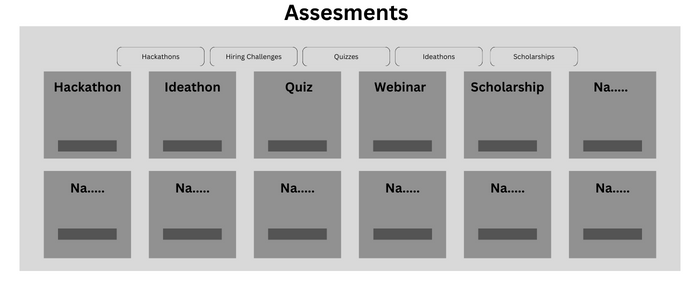 Assesments
Hackathons
Hiring Challenges
Quizzes
Ideathons
Scholarships
Hackathon
Ideathon
Quiz
Webinar
Scholarship
Na.....
Na.....
Na.....
Na.....
Na.....
Na.....
Na.....